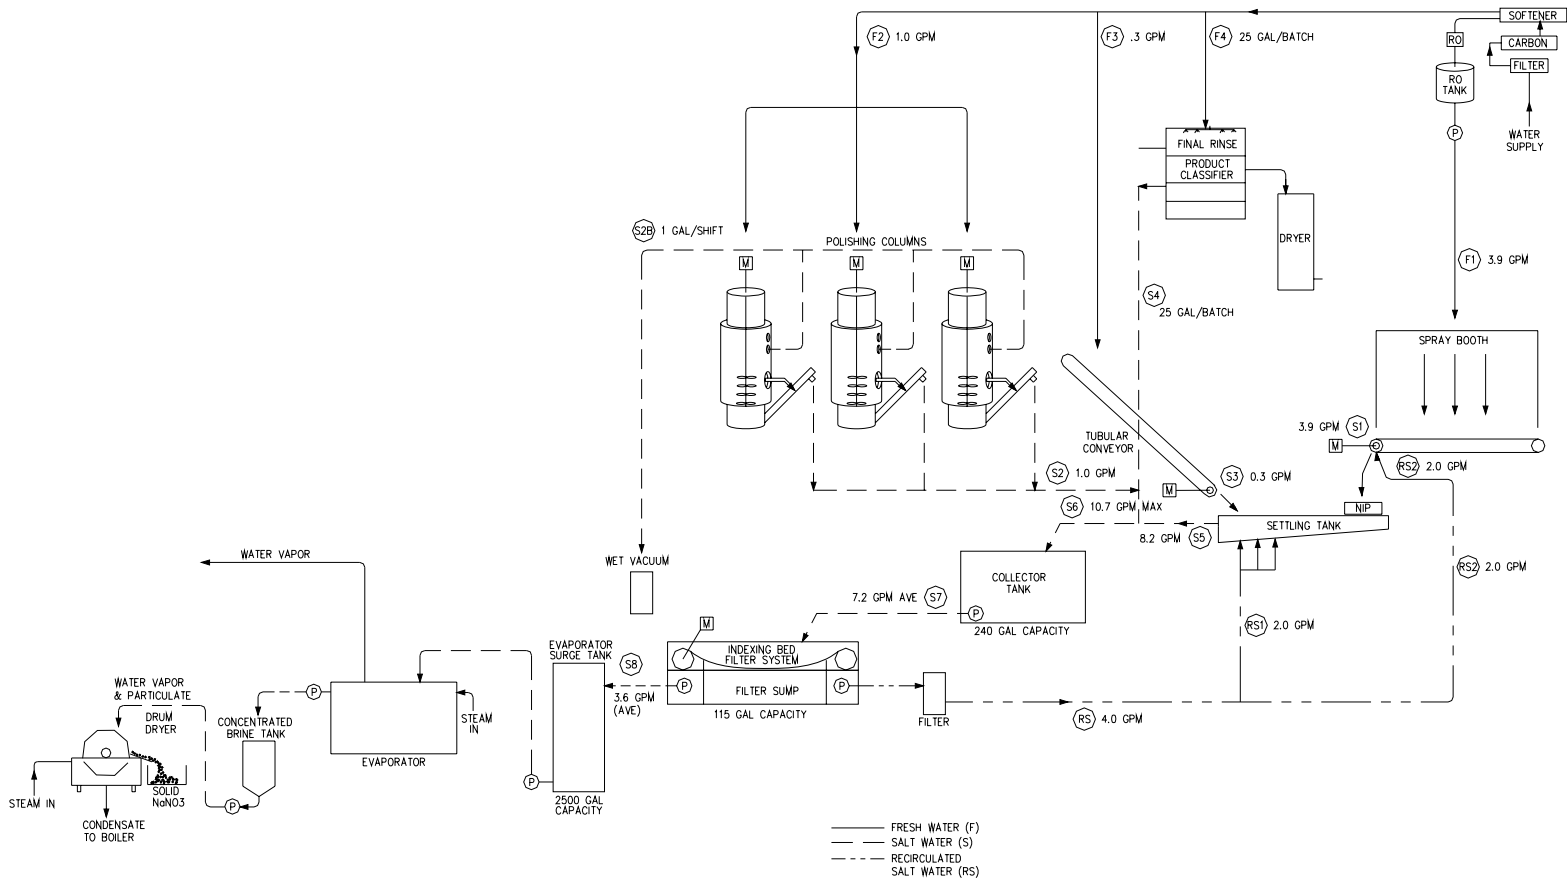 SOFTENER
F2 1.0 GPM
F3 .3 GPM
F4 25 GAL/BATCH
RO
CARBON
FILTER
RO
TANK
P
WATER
SUPPLY
FINAL RINSE
PRODUCT
CLASSIFIER
DRYER
S2B 1 GAL/SHIFT
POLISHING COLUMNS
M
M
M
F1 3.9 GPM
S4
25 GAL/BATCH
SPRAY BOOTH
3.9 GPM S1
M
TUBULAR
CONVEYOR
RS2 2.0 GPM
S2 1.0 GPM
M
S3 0.3 GPM
S6 10.7 GPM MAX
NIP
SETTLING TANK
8.2 GPM S5
WATER VAPOR
WET VACUUM
RS2 2.0 GPM
COLLECTOR
TANK
7.2 GPM AVE S7
P
240 GAL CAPACITY
RS1 2.0 GPM
M
EVAPORATOR
SURGE TANK
INDEXING BED
FILTER SYSTEM
S8
P
FILTER SUMP
P
3.6 GPM
(AVE)
115 GAL CAPACITY
FILTER
RS 4.0 GPM
WATER VAPOR
& PARTICULATE
DRUM
DRYER
P
CONCENTRATED
BRINE TANK
STEAM
IN
EVAPORATOR
P
2500 GAL
CAPACITY
SOLID
NaNO3
P
STEAM IN
CONDENSATE
TO BOILER
FRESH WATER (F)
SALT WATER (S)
RECIRCULATED
SALT WATER (RS)